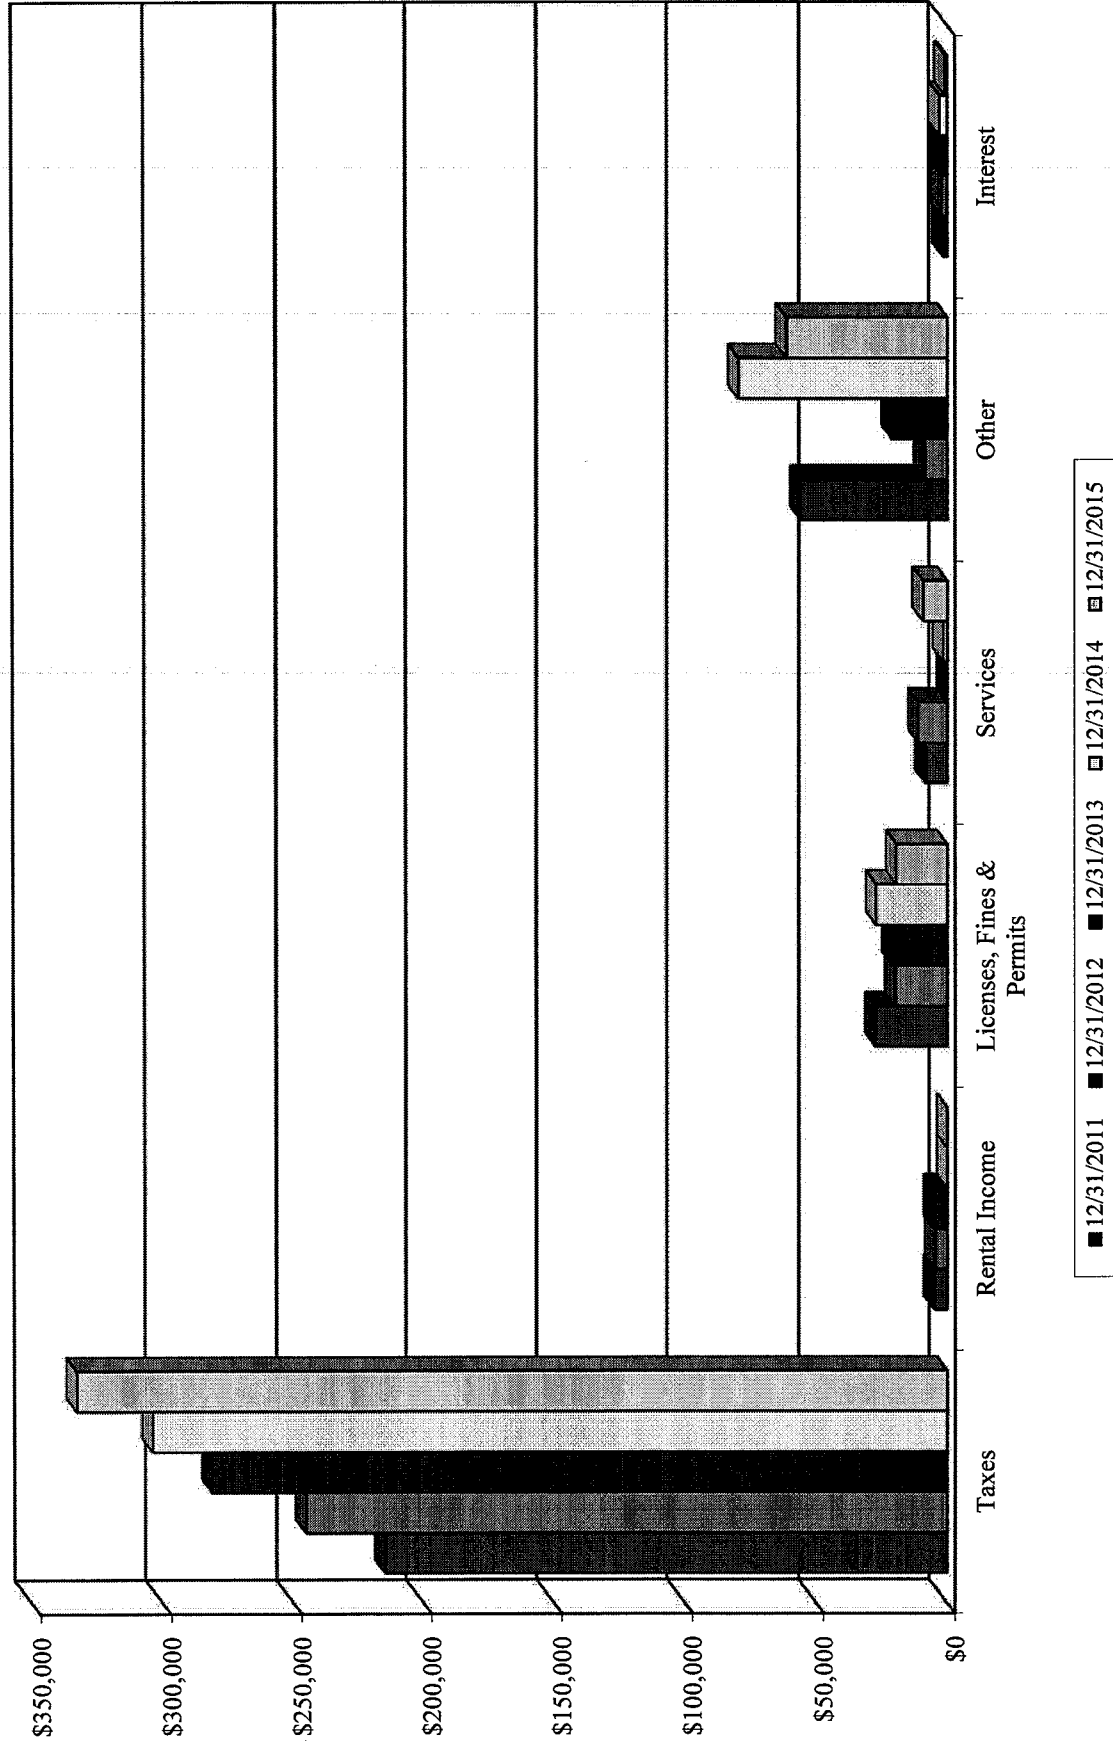 $350,000
$300,000
$250,000
$200,000
$150,000
$100,000
$50,000
$0
Taxes
Rental Income
Licenses, Fines &
Permits
Services
Other
Interest
12/31/2011 12/31/2012 12/31/2013 12/31/2014 12/31/2015